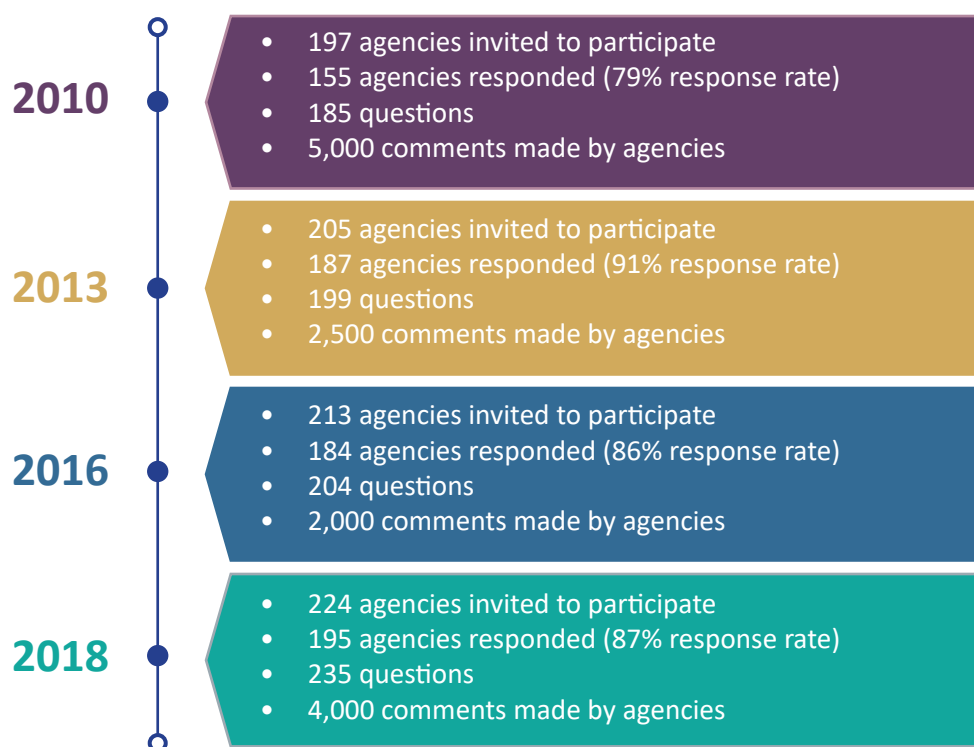 2010
• 197 agencies invited to participate
• 155 agencies responded (79% response rate)
• 185 questions
• 5,000 comments made by agencies
2013
• 205 agencies invited to participate
• 187 agencies responded (91% response rate)
• 199 questions
• 2,500 comments made by agencies
2016
• 213 agencies invited to participate
• 184 agencies responded (86% response rate)
• 204 questions
• 2,000 comments made by agencies
2018
• 224 agencies invited to participate
• 195 agencies responded (87% response rate)
• 235 questions
• 4,000 comments made by agencies